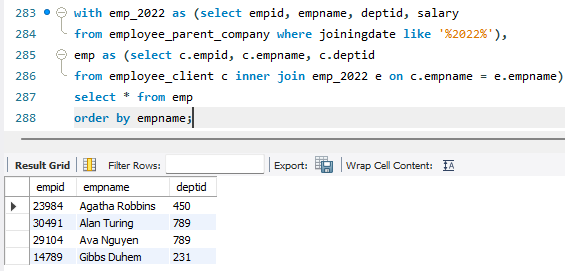 283 with emp_2022 as (select empid, empname, deptid, salary
284 from employee_parent_company where joiningdate like '%2022%'),
285 emp as (select c.empid, c.empname, c.deptid
286 from employee_client c inner join emp_2022 e on c.empname = e.empname)
287 select * from emp
288 order by empname;
Result Grid Filter Rows: Export: Wrap Cell Content: IA
empid empname deptid
23984 Agatha Robbins 450
30491 Alan Turing 789
29104 Ava Nguyen 789
14789 Gibbs Duhem 231